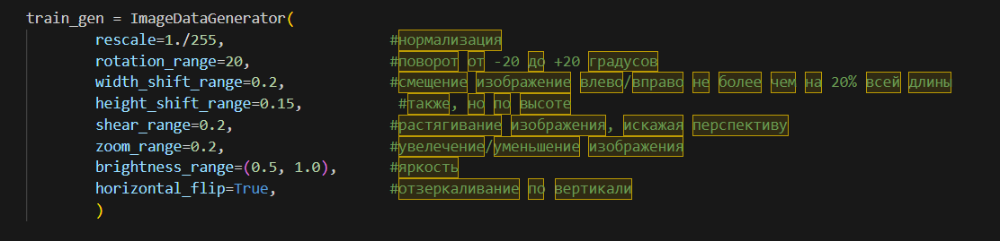 train_gen = ImageDataGenerator(
rescale=1./255, #нормализация
rotation_range=20, #поворот от -20 до +20 градусов
width_shift_range=0.2, #смещение изображение влево/вправо не более чем на 20% всей длины
height_shift_range=0.15, #также, но по высоте
shear_range=0.2, #растягивание изображения, искажая перспективу
zoom_range=0.2, #увелечение/уменьшение изображения
brightness_range=(0.5, 1.0), #яркость
horizontal_flip=True, #отзеркаливание по вертикали
)